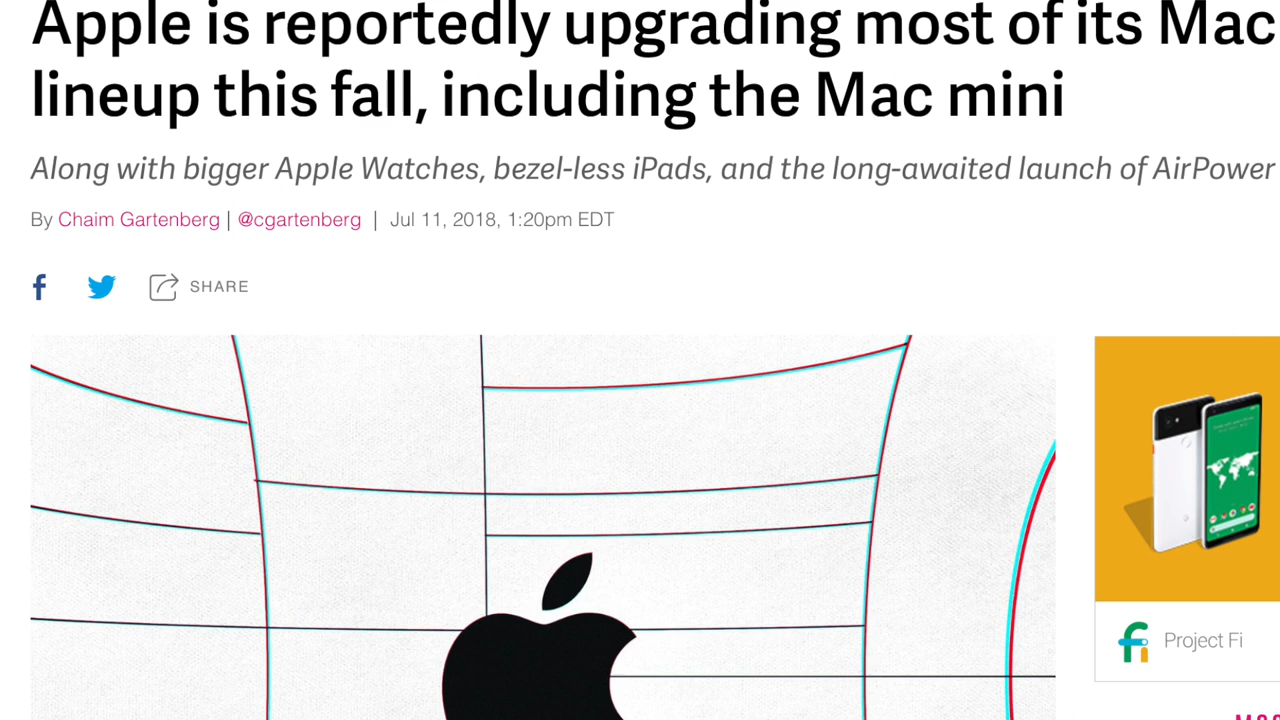 Apple is reportedly upgrading most of its Mac
lineup this fall, including the Mac mini
Along with bigger Apple Watches, bezel-less iPads, and the long-awaited launch of AirPower
By Chaim Gartenberg | @cgartenberg | Jul 11, 2018, 1:20pm EDT
SHARE
Project Fi